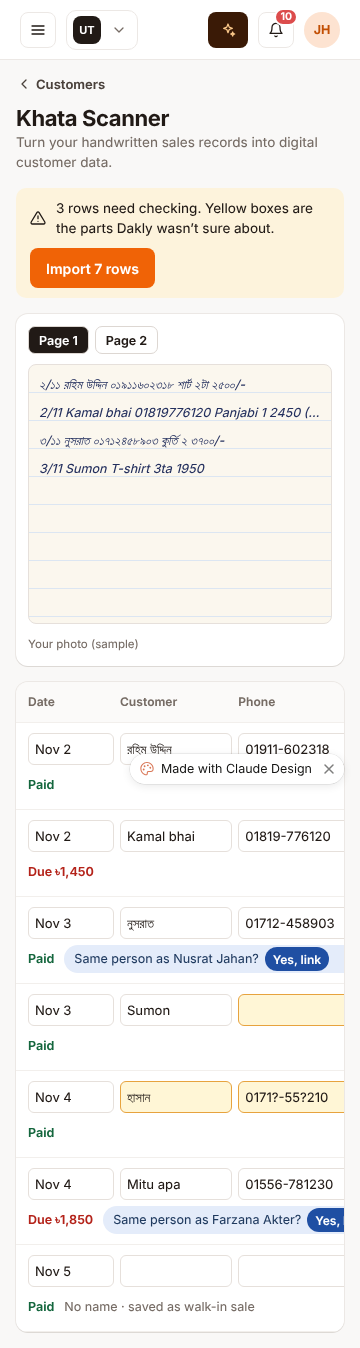 UT
10
JH
Customers
Khata Scanner
Turn your handwritten sales records into digital
customer data.
3 rows need checking. Yellow boxes are
the parts Dakly wasn't sure about.
Import 7 rows
Page 1 Page 2
২/১১ রহিম উদ্দিন ০১৯১১৬০২৩১৮ শার্ট ২টা ২৫০০/-
2/11 Kamal bhai 01819776120 Panjabi 1 2450 (...
৩/১১ নুসরাত ০১৭১২৪৫৮৯০৩ কুর্তি ২ ৩৭০০/-
3/11 Sumon T-shirt 3ta 1950
Your photo (sample)
Date Customer Phone
Nov 2 রহিম উদ্দিন 01911-602318
Made with Claude Design
Paid
Nov 2 Kamal bhai 01819-776120
Due ৳1,450
Nov 3 নুসরাত 01712-458903
Paid Same person as Nusrat Jahan? Yes, link
Nov 3 Sumon
Paid
Nov 4 হাসান 0171?-55?210
Paid
Nov 4 Mitu apa 01556-781230
Due ৳1,850 Same person as Farzana Akter? Yes,
Nov 5
Paid No name · saved as walk-in sale